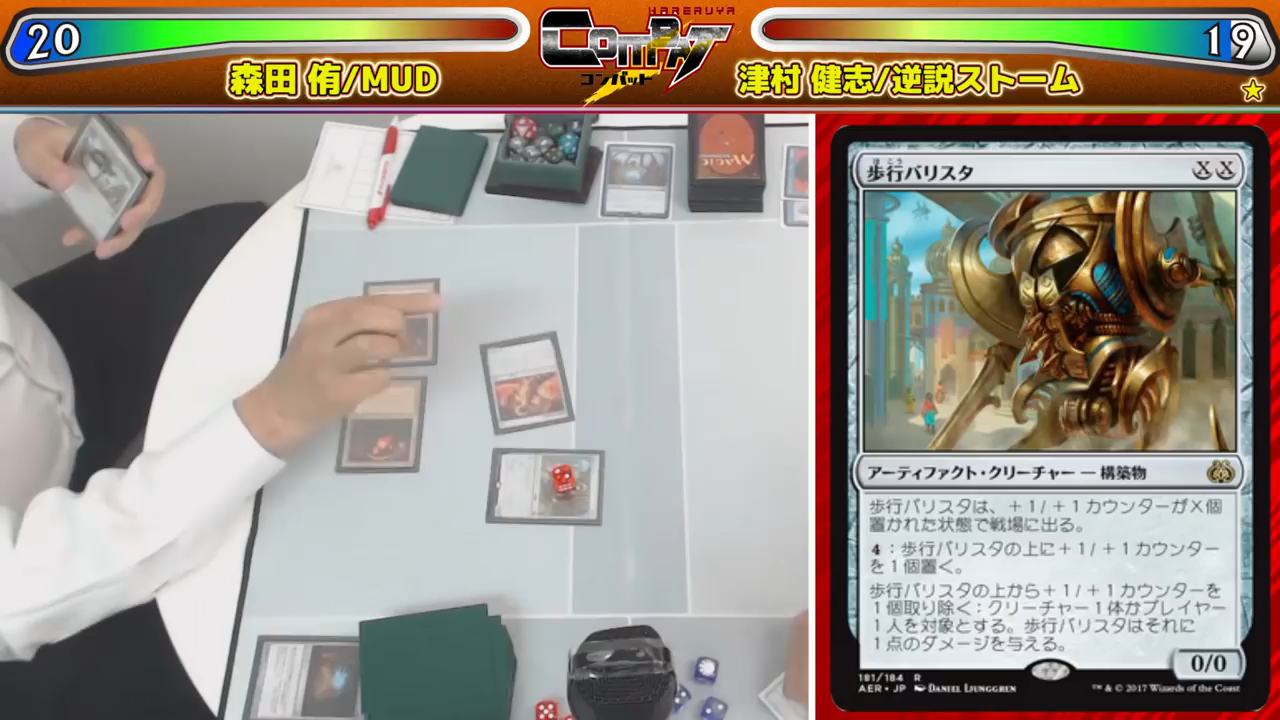 20
HARERUYA
COMBAT
コンバット
19
森田 侑/MUD
津村 健志/逆説ストーム
MAGIC
歩行バリスタ
ほこう
XX
アーティファクト・クリーチャー — 構築物
歩行バリスタは、+1/+1カウンターがX個
置かれた状態で戦場に出る。
4:歩行バリスタの上に+1/+1カウンター
を1個置く。
歩行バリスタの上から+1/+1カウンターを
1個取り除く:クリーチャー1体かプレイヤー
1人を対象とする。歩行バリスタはそれに
1点のダメージを与える。
0/0
181/184 R
AER • JP DANIEL LJUNGGREN
™ & © 2017 Wizards of the Coast